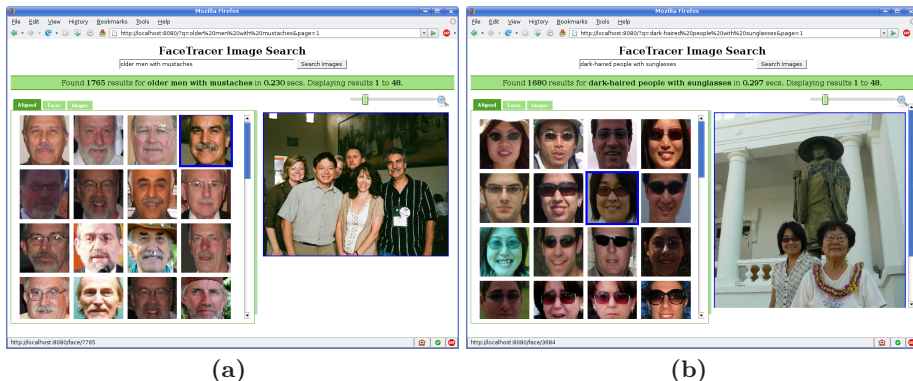 Mozilla Firefox
File Edit View History Bookmarks Tools Help
http://localhost:8080/?q=older%20men%20with%20mustaches&page=1
FaceTracer Image Search
older men with mustaches Search Images
Found 1765 results for older men with mustaches in 0.230 secs. Displaying results 1 to 48.
Aligned Faces Images
http://localhost:8080/face/7765
(a)
Mozilla Firefox
File Edit View History Bookmarks Tools Help
http://localhost:8080/?q=dark-haired%20people%20with%20sunglasses&page=1
FaceTracer Image Search
dark-haired people with sunglasses Search Images
Found 1680 results for dark-haired people with sunglasses in 0.297 secs. Displaying results 1 to 48.
Aligned Faces Images
http://localhost:8080/face/3684
(b)